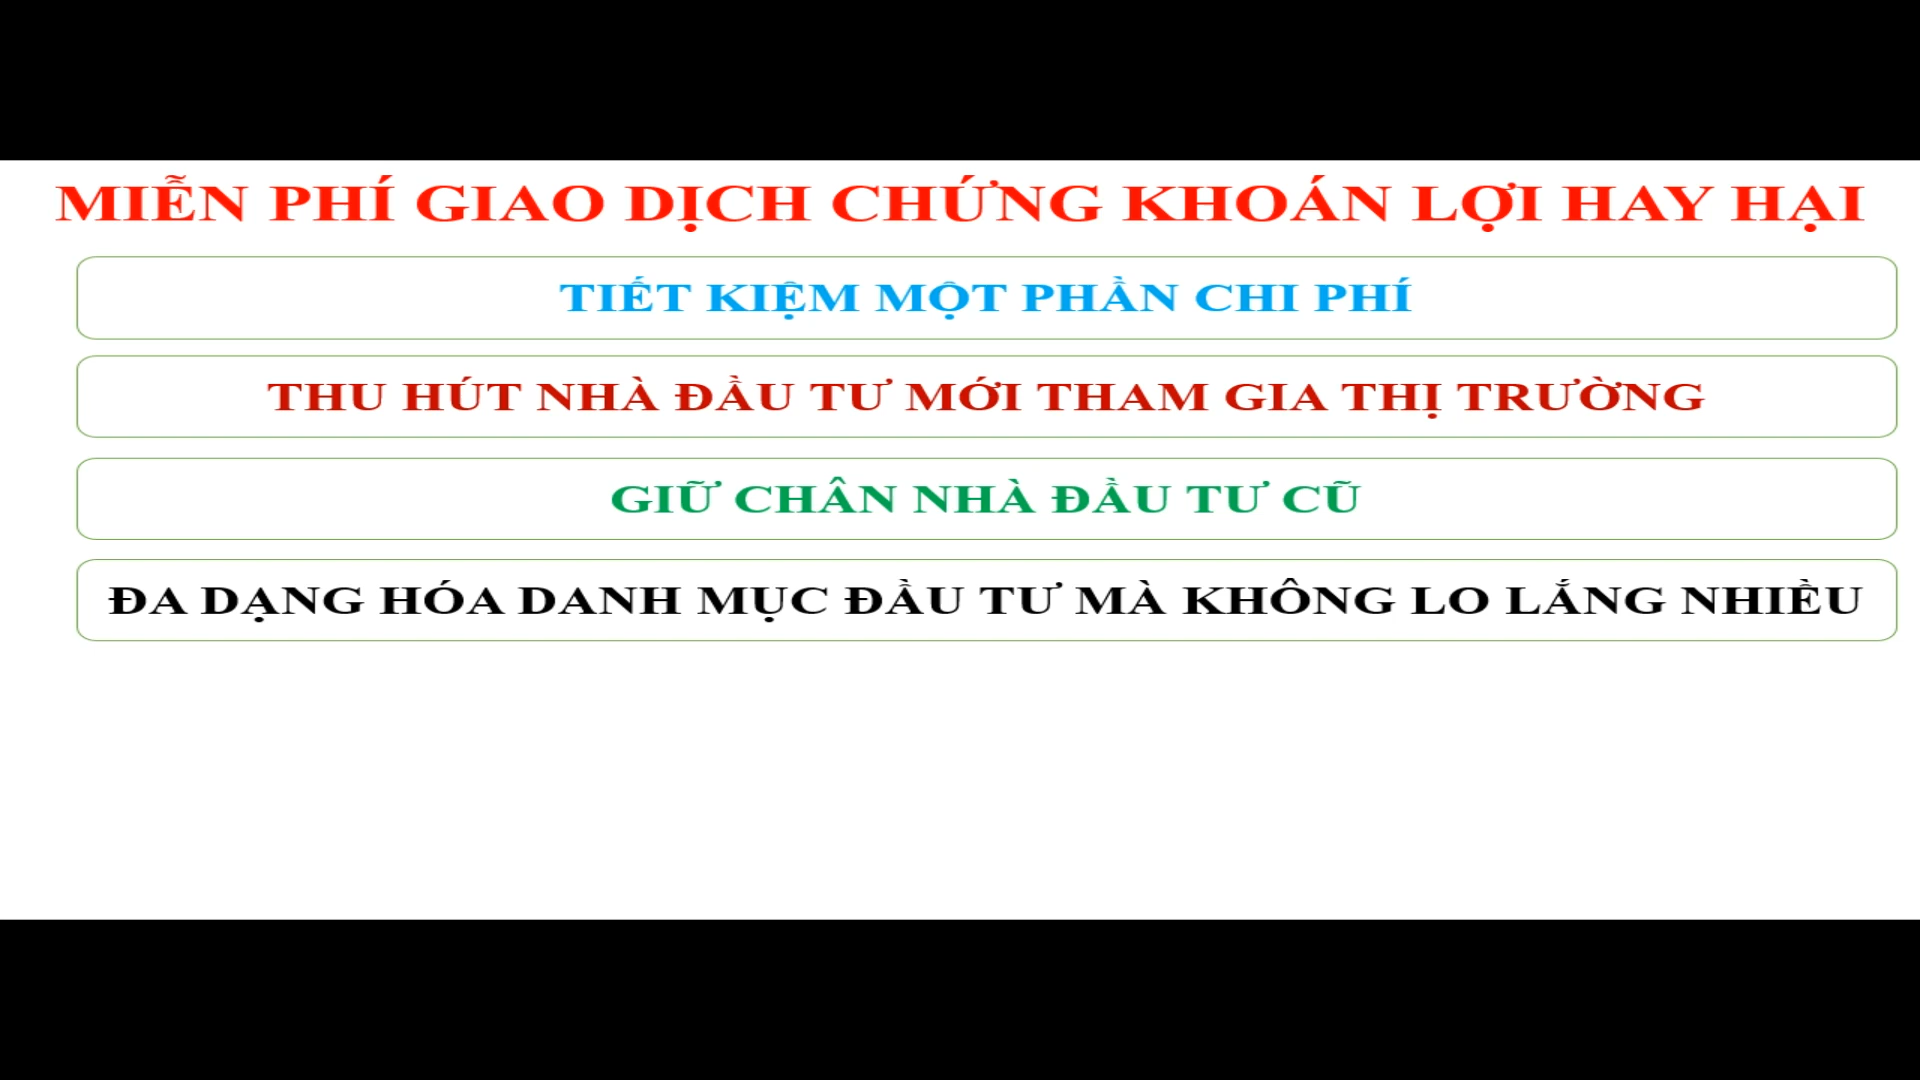 MIỄN PHÍ GIAO DỊCH CHỨNG KHOÁN LỢI HAY HẠI
TIẾT KIỆM MỘT PHẦN CHI PHÍ
THU HÚT NHÀ ĐẦU TƯ MỚI THAM GIA THỊ TRƯỜNG
GIỮ CHÂN NHÀ ĐẦU TƯ CŨ
ĐA DẠNG HÓA DANH MỤC ĐẦU TƯ MÀ KHÔNG LO LẮNG NHIỀU